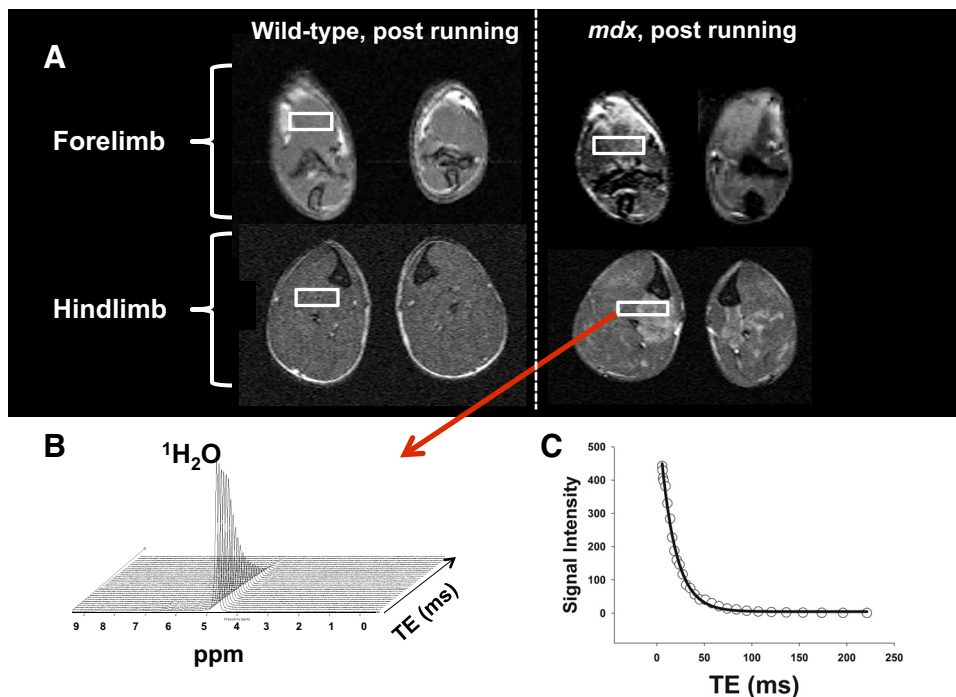 A
Wild-type, post running
mdx, post running
Forelimb
Hindlimb
B
¹H₂O
9 8 7 6 5 4 3 2 1 0
ppm
TE (ms)
C
Signal Intensity
500
400
300
200
100
0
0 50 100 150 200 250
TE (ms)